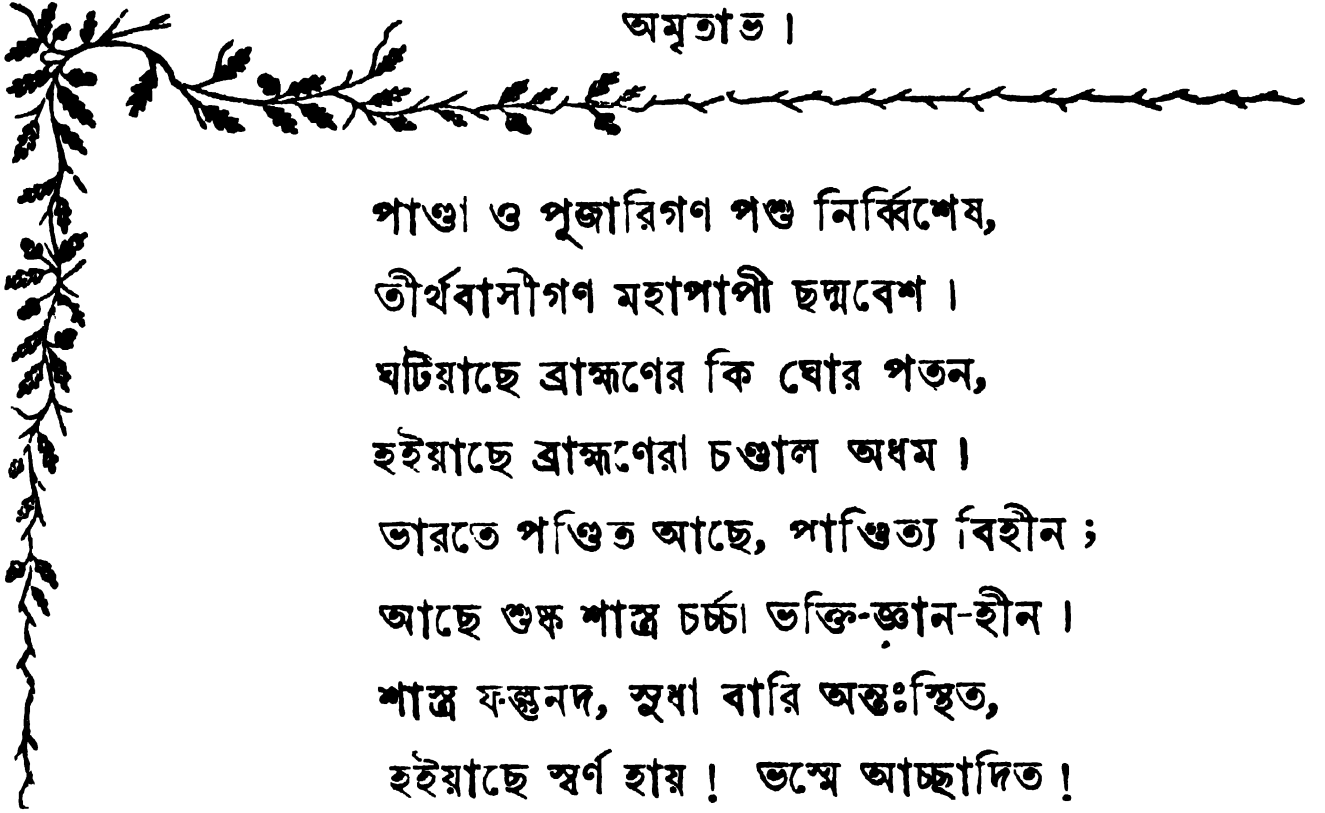 অমৃতাভ।
পাণ্ডা ও পূজারিগণ পশু নির্ব্বিশেষ,
তীর্থবাসীগণ মহাপাপী ছদ্মবেশ।
ঘটিয়াছে ব্রাহ্মণের কি ঘোর পতন,
হইয়াছে ব্রাহ্মণেরা চণ্ডাল অধম।
ভারতে পণ্ডিত আছে, পাণ্ডিত্য বিহীন;
আছে শুষ্ক শাস্ত্র চর্চ্চা ভক্তি-জ্ঞান-হীন।
শাস্ত্র ফল্গুনদ, সুধা বারি অন্তঃস্থিত,
হইয়াছে স্বর্ণ হায়! ভস্মে আচ্ছাদিত!